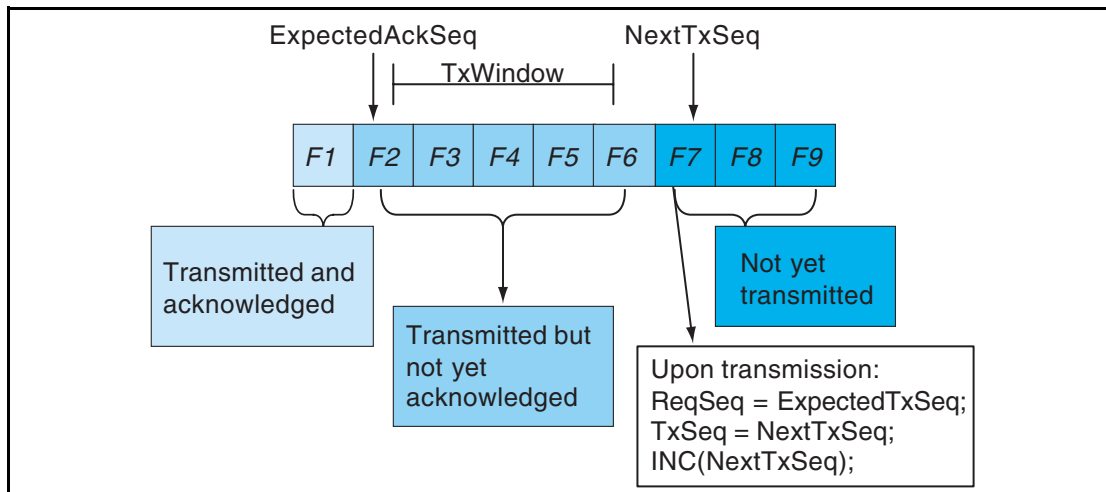 ExpectedAckSeq
NextTxSeq
TxWindow
F1 F2 F3 F4 F5 F6 F7 F8 F9
Transmitted and
acknowledged
Transmitted but
not yet
acknowledged
Not yet
transmitted
Upon transmission:
ReqSeq = ExpectedTxSeq;
TxSeq = NextTxSeq;
INC(NextTxSeq);